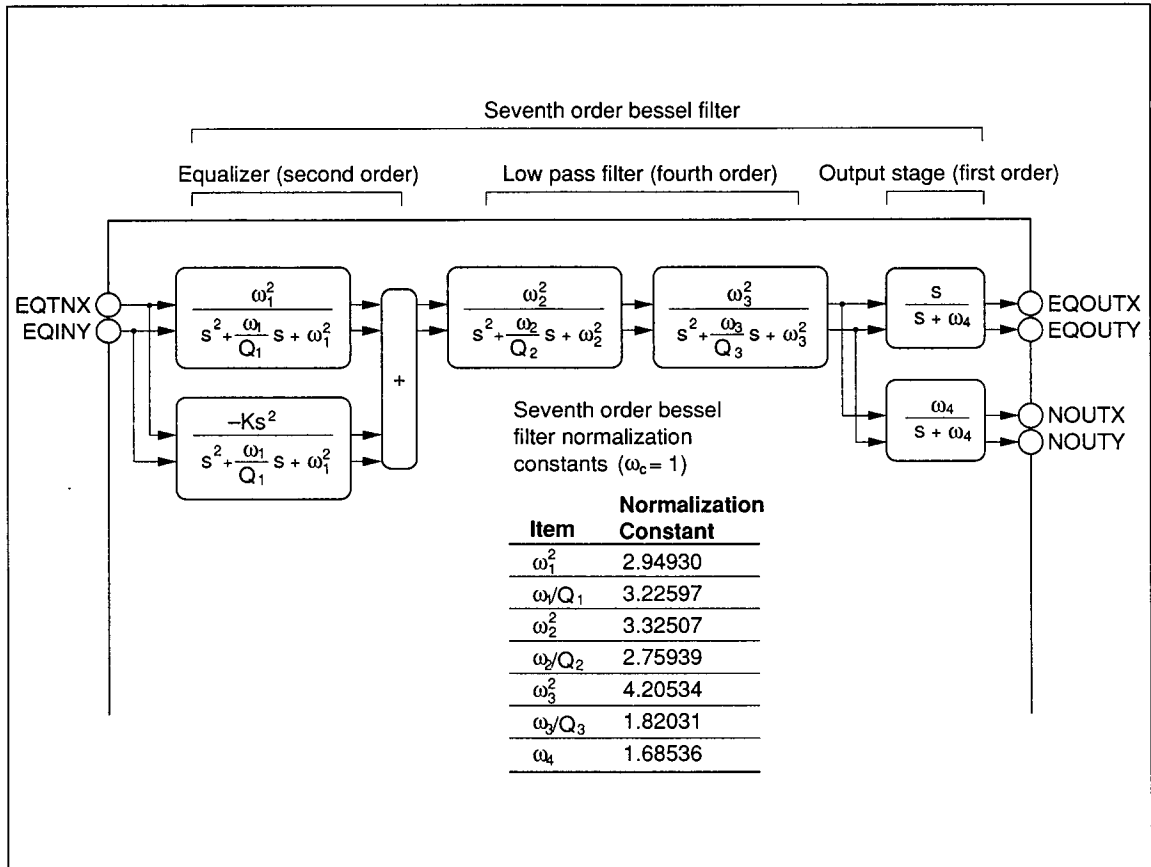 Seventh order bessel filter
Equalizer (second order)
Low pass filter (fourth order)
Output stage (first order)
EQTNX
EQINY
ω₁²
s² + ω₁/Q₁ s + ω₁²
−Ks²
s² + ω₁/Q₁ s + ω₁²
+
ω₂²
s² + ω₂/Q₂ s + ω₂²
ω₃²
s² + ω₃/Q₃ s + ω₃²
s
s + ω₄
EQOUTX
EQOUTY
ω₄
s + ω₄
NOUTX
NOUTY
Seventh order bessel
filter normalization
constants (ω꜀ = 1)
Normalization
Item Constant
ω₁² 2.94930
ω₁/Q₁ 3.22597
ω₂² 3.32507
ω₂/Q₂ 2.75939
ω₃² 4.20534
ω₃/Q₃ 1.82031
ω₄ 1.68536